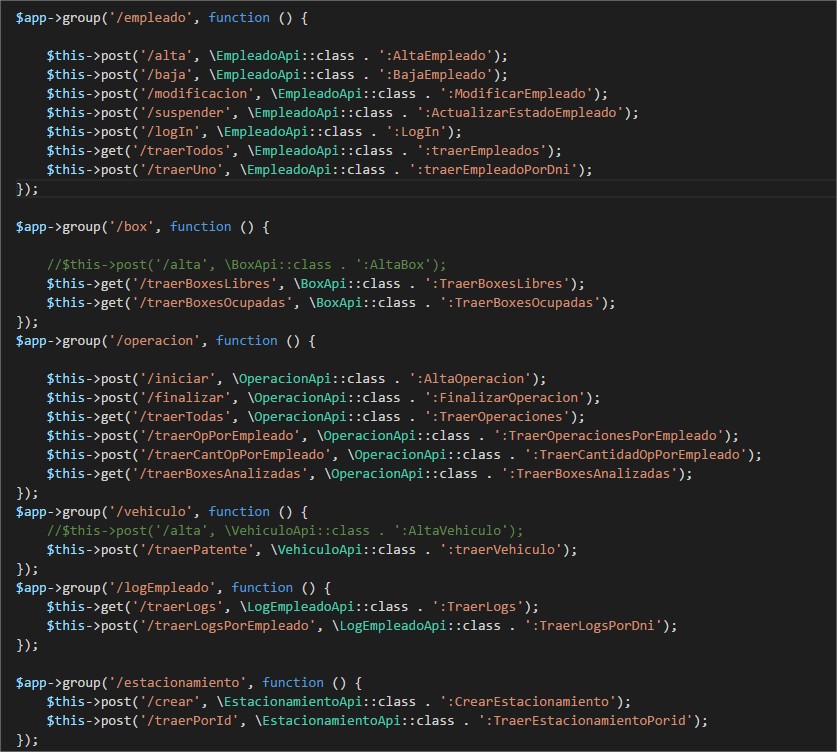 $app->group('/empleado', function () {
$this->post('/alta', \EmpleadoApi::class . ':AltaEmpleado');
$this->post('/baja', \EmpleadoApi::class . ':BajaEmpleado');
$this->post('/modificacion', \EmpleadoApi::class . ':ModificarEmpleado');
$this->post('/suspender', \EmpleadoApi::class . ':ActualizarEstadoEmpleado');
$this->post('/logIn', \EmpleadoApi::class . ':LogIn');
$this->get('/traerTodos', \EmpleadoApi::class . ':traerEmpleados');
$this->post('/traerUno', \EmpleadoApi::class . ':traerEmpleadoPorDni');
});
$app->group('/box', function () {
//$this->post('/alta', \BoxApi::class . ':AltaBox');
$this->get('/traerBoxesLibres', \BoxApi::class . ':TraerBoxesLibres');
$this->get('/traerBoxesOcupadas', \BoxApi::class . ':TraerBoxesOcupadas');
});
$app->group('/operacion', function () {
$this->post('/iniciar', \OperacionApi::class . ':AltaOperacion');
$this->post('/finalizar', \OperacionApi::class . ':FinalizarOperacion');
$this->get('/traerTodas', \OperacionApi::class . ':TraerOperaciones');
$this->post('/traerOpPorEmpleado', \OperacionApi::class . ':TraerOperacionesPorEmpleado');
$this->post('/traerCantOpPorEmpleado', \OperacionApi::class . ':TraerCantidadOpPorEmpleado');
$this->get('/traerBoxesAnalizadas', \OperacionApi::class . ':TraerBoxesAnalizadas');
});
$app->group('/vehiculo', function () {
//$this->post('/alta', \VehiculoApi::class . ':AltaVehiculo');
$this->post('/traerPatente', \VehiculoApi::class . ':traerVehiculo');
});
$app->group('/logEmpleado', function () {
$this->get('/traerLogs', \LogEmpleadoApi::class . ':TraerLogs');
$this->post('/traerLogsPorEmpleado', \LogEmpleadoApi::class . ':TraerLogsPorDni');
});
$app->group('/estacionamiento', function () {
$this->post('/crear', \EstacionamientoApi::class . ':CrearEstacionamiento');
$this->post('/traerPorId', \EstacionamientoApi::class . ':TraerEstacionamientoPorid');
});